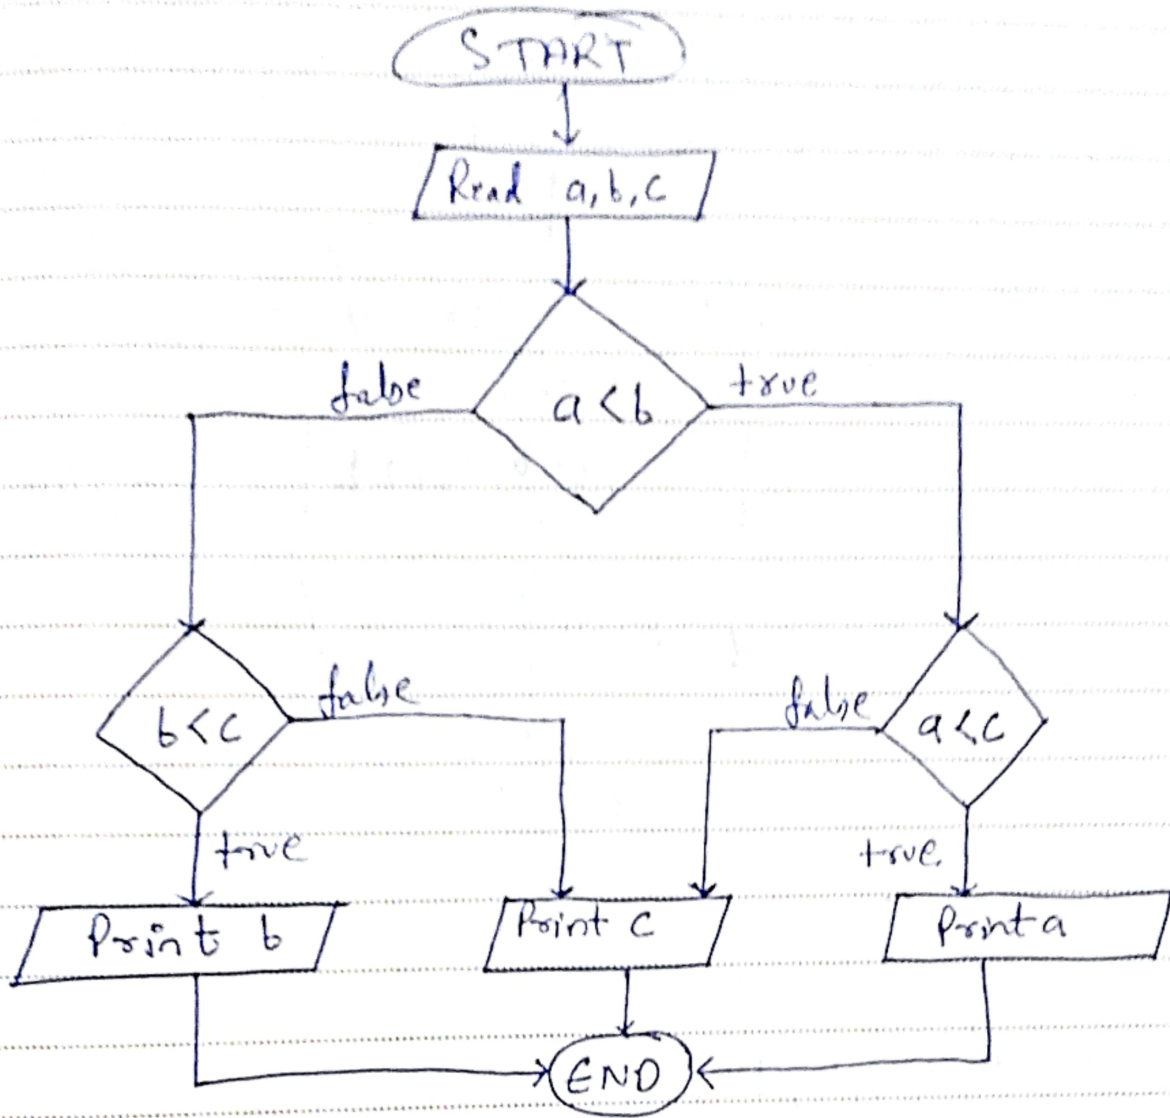 START
Read a, b, c
false
a < b
true
b < c
false
false
a < c
true
true
Print b
Print c
Print a
END